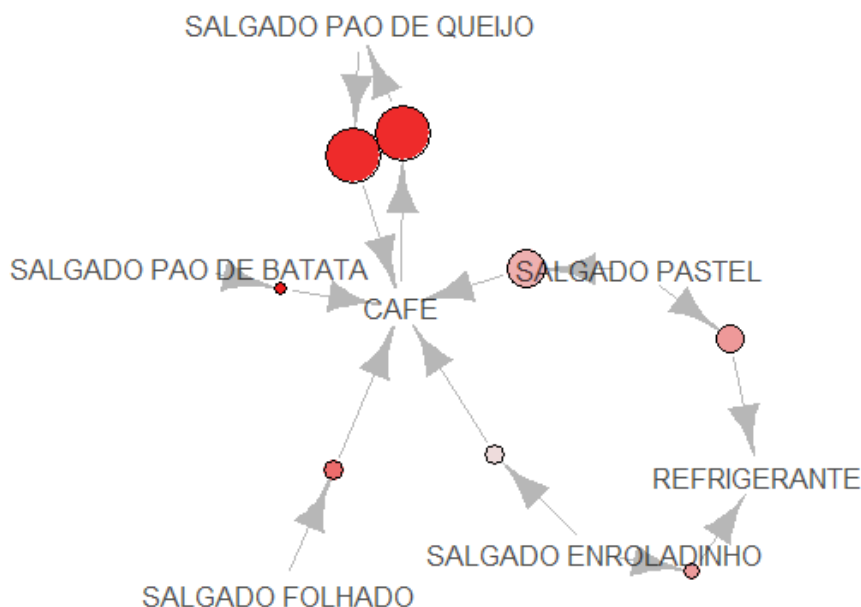 SALGADO PAO DE QUEIJO
SALGADO PAO DE BATATA
SALGADO PASTEL
CAFE
REFRIGERANTE
SALGADO ENROLADINHO
SALGADO FOLHADO